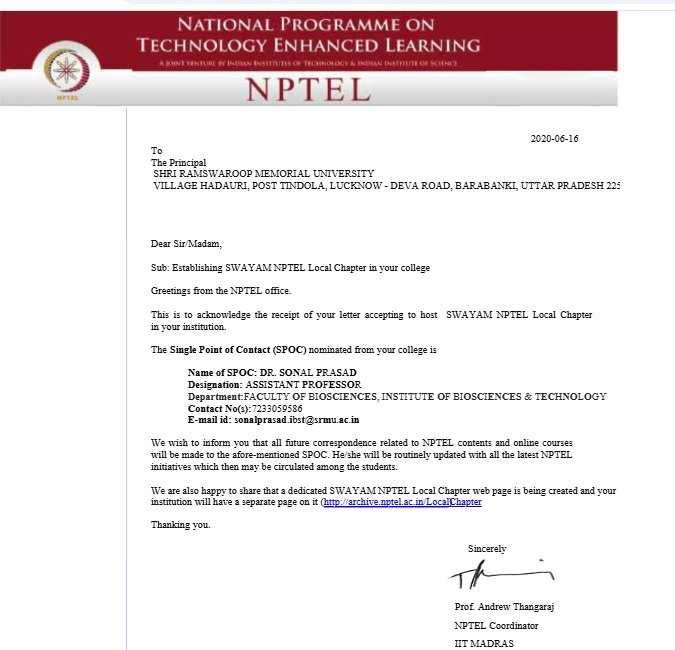 NATIONAL PROGRAMME ON
TECHNOLOGY ENHANCED LEARNING
A JOINT VENTURE BY INDIAN INSTITUTES OF TECHNOLOGY & INDIAN INSTITUTE OF SCIENCE
NPTEL
NPTEL
2020-06-16
To
The Principal
SHRI RAMSWAROOP MEMORIAL UNIVERSITY
VILLAGE HADAURI, POST TINDOLA, LUCKNOW - DEVA ROAD, BARABANKI, UTTAR PRADESH 225
Dear Sir/Madam,
Sub: Establishing SWAYAM NPTEL Local Chapter in your college
Greetings from the NPTEL office.
This is to acknowledge the receipt of your letter accepting to host SWAYAM NPTEL Local Chapter
in your institution.
The Single Point of Contact (SPOC) nominated from your college is
Name of SPOC: DR. SONAL PRASAD
Designation: ASSISTANT PROFESSOR
Department:FACULTY OF BIOSCIENCES, INSTITUTE OF BIOSCIENCES & TECHNOLOGY
Contact No(s):7233059586
E-mail id: sonalprasad.ibst@srmu.ac.in
We wish to inform you that all future correspondence related to NPTEL contents and online courses
will be made to the afore-mentioned SPOC. He/she will be routinely updated with all the latest NPTEL
initiatives which then may be circulated among the students.
We are also happy to share that a dedicated SWAYAM NPTEL Local Chapter web page is being created and your
institution will have a separate page on it (http://archive.nptel.ac.in/LocalChapter
Thanking you.
Sincerely
Prof. Andrew Thangaraj
NPTEL Coordinator
IIT MADRAS